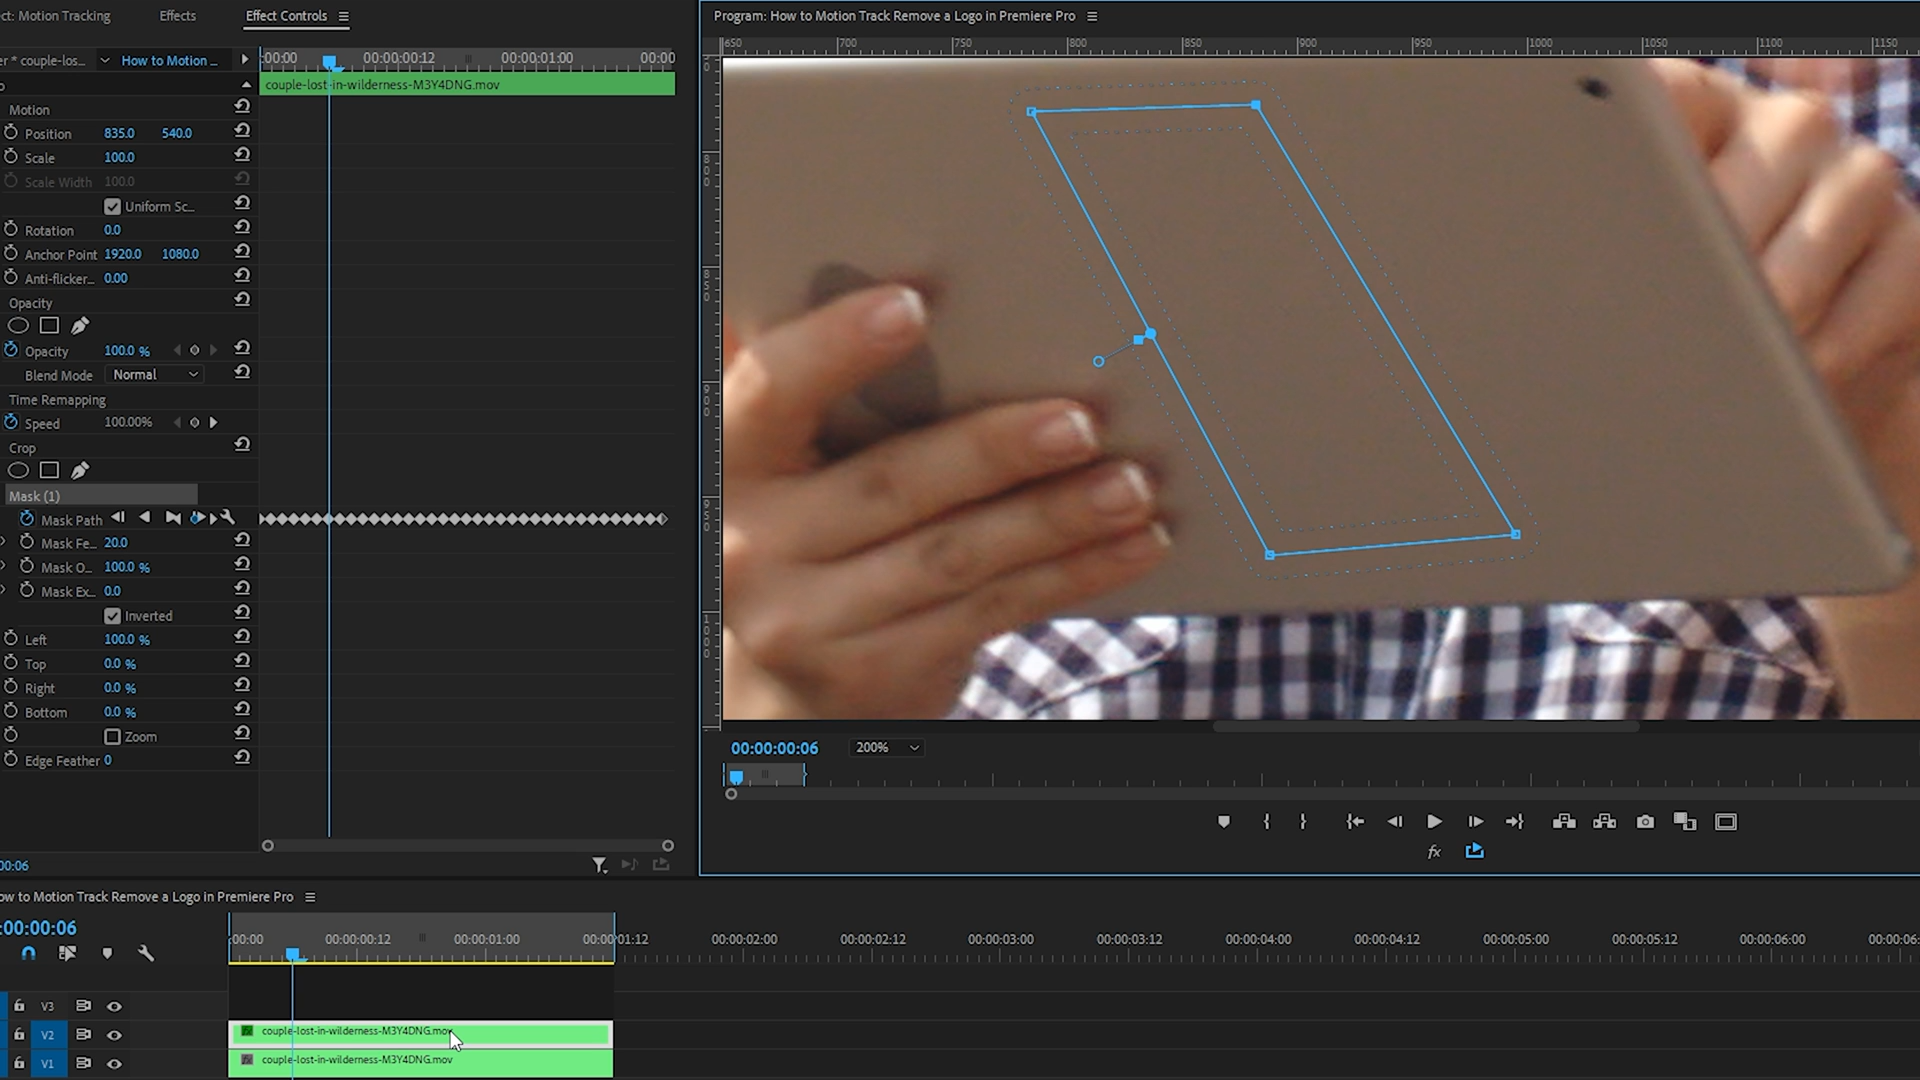 ct: Motion Tracking
Effects
Effect Controls
Program: How to Motion Track Remove a Logo in Premiere Pro
650 700 750 800 850 900 950 1000 1050 1100 1150
er * couple-los...
How to Motion ...
:00:00 00:00:00:12 00:00:01:00 00:00
couple-lost-in-wilderness-M3Y4DNG.mov
Motion
Position 835.0 540.0
Scale 100.0
Scale Width 100.0
Uniform Sc...
Rotation 0.0
Anchor Point 1920.0 1080.0
Anti-flicker... 0.00
Opacity
Opacity 100.0 %
Blend Mode Normal
Time Remapping
Speed 100.00%
Crop
Mask (1)
Mask Path
Mask Fe... 20.0
Mask O... 100.0 %
Mask Ex... 0.0
Inverted
Left 100.0 %
Top 0.0 %
Right 0.0 %
Bottom 0.0 %
Zoom
Edge Feather 0
0
800
850
900
950
1000
00:00:00:06
200%
fx
00:06
ow to Motion Track Remove a Logo in Premiere Pro
:00:00:06
:00:00 00:00:00:12 00:00:01:00 00:00:01:12 00:00:02:00 00:00:02:12 00:00:03:00 00:00:03:12 00:00:04:00 00:00:04:12 00:00:05:00 00:00:05:12 00:00:06:00 00:00:06:
V3
V2
couple-lost-in-wilderness-M3Y4DNG.mov
V1
couple-lost-in-wilderness-M3Y4DNG.mov